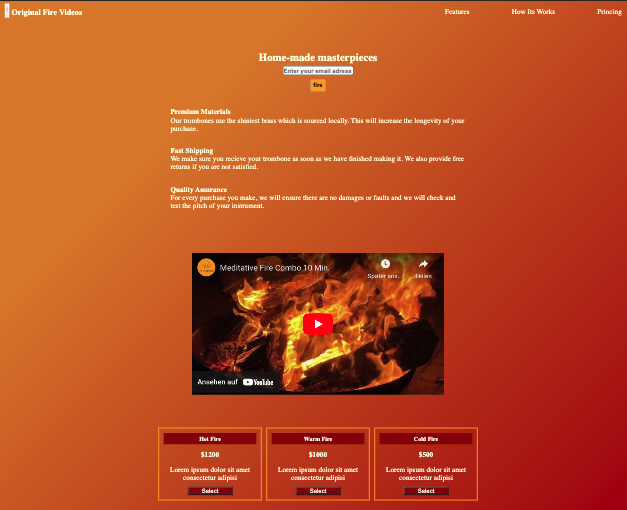 Original Fire Videos
Features
How Its Works
Princing
Home-made masterpieces
Enter your email adress
fire
Premium Materials
Our trombones use the shiniest brass which is sourced locally. This will increase the longevity of your
purchase.
Fast Shipping
We make sure you recieve your trombone as soon as we have finished making it. We also provide free
returns if you are not satisfied.
Quality Assurance
For every purchase you make, we will ensure there are no damages or faults and we will check and
test the pitch of your instrument.
Meditative Fire Combo 10 Min.
Später ans...
Teilen
Ansehen auf YouTube
Hot Fire
$1200
Lorem ipsum dolor sit amet
consectetur adipisi
Select
Warm Fire
$1000
Lorem ipsum dolor sit amet
consectetur adipisi
Select
Cold Fire
$500
Lorem ipsum dolor sit amet
consectetur adipisi
Select